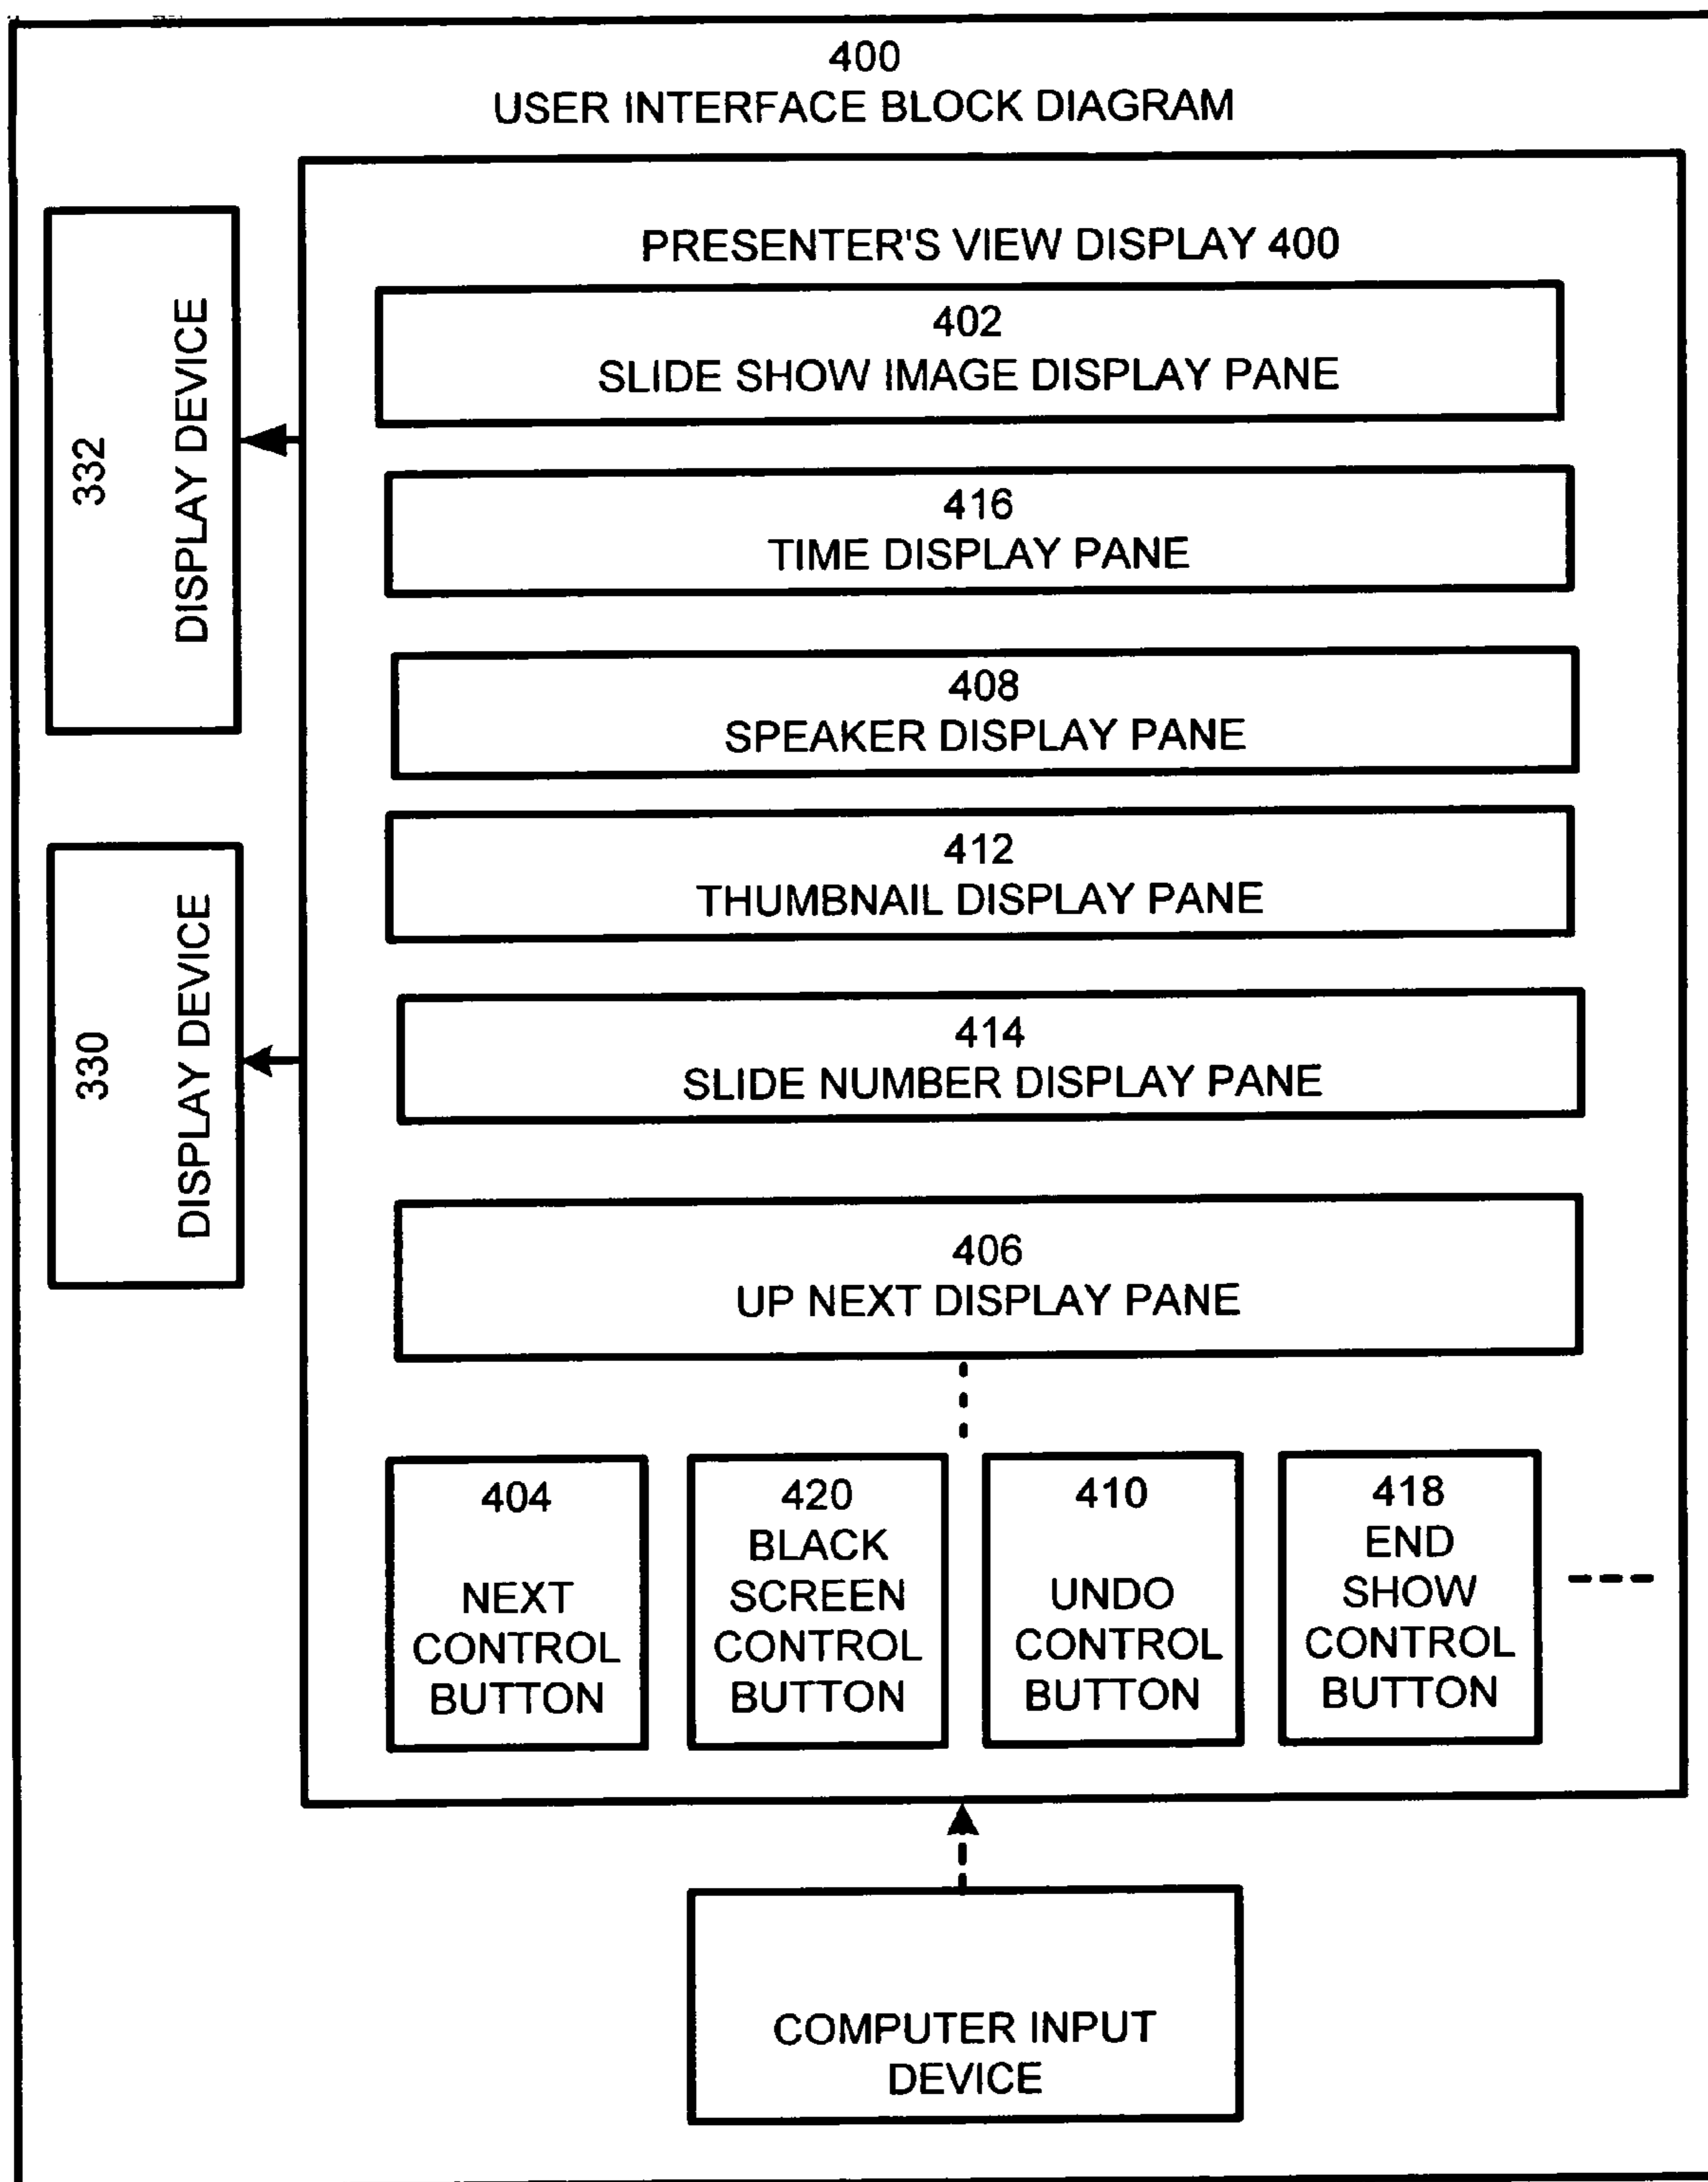 400
USER INTERFACE BLOCK DIAGRAM
332
DISPLAY DEVICE
330
DISPLAY DEVICE
PRESENTER'S VIEW DISPLAY 400
402
SLIDE SHOW IMAGE DISPLAY PANE
416
TIME DISPLAY PANE
408
SPEAKER DISPLAY PANE
412
THUMBNAIL DISPLAY PANE
414
SLIDE NUMBER DISPLAY PANE
406
UP NEXT DISPLAY PANE
404
NEXT
CONTROL
BUTTON
420
BLACK
SCREEN
CONTROL
BUTTON
410
UNDO
CONTROL
BUTTON
418
END
SHOW
CONTROL
BUTTON
COMPUTER INPUT
DEVICE